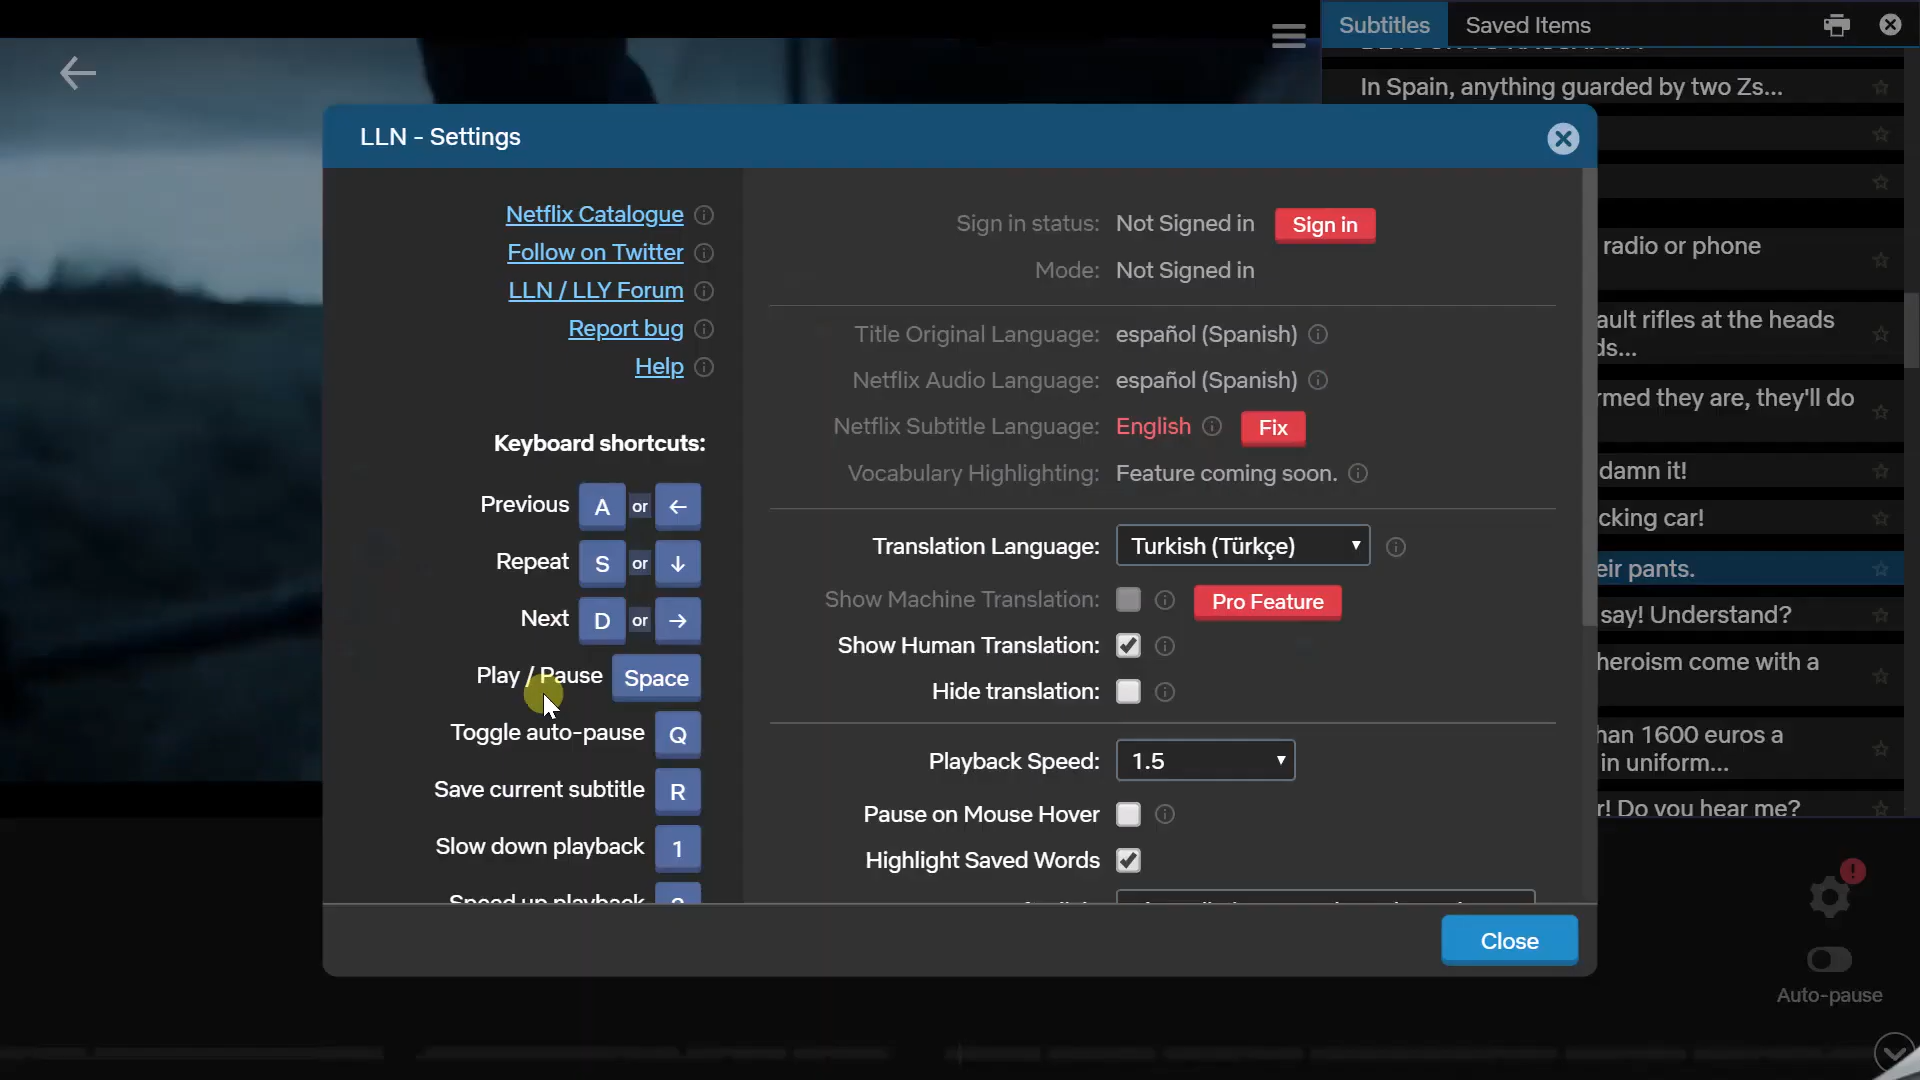 Subtitles Saved Items
In Spain, anything guarded by two Zs...
LLN - Settings
Netflix Catalogue
Follow on Twitter
LLN / LLY Forum
Report bug
Help
Keyboard shortcuts:
Previous A or ←
Repeat S or ↓
Next D or →
Play / Pause Space
Toggle auto-pause Q
Save current subtitle R
Slow down playback 1
Speed up playback
Sign in status: Not Signed in Sign in
Mode: Not Signed in
Title Original Language: español (Spanish)
Netflix Audio Language: español (Spanish)
Netflix Subtitle Language: English Fix
Vocabulary Highlighting: Feature coming soon.
Translation Language: Turkish (Türkçe)
Show Machine Translation: Pro Feature
Show Human Translation:
Hide translation:
Playback Speed: 1.5
Pause on Mouse Hover
Highlight Saved Words
Close
radio or phone
ault rifles at the heads
ds...
rmed they are, they'll do
damn it!
cking car!
eir pants.
say! Understand?
heroism come with a
han 1600 euros a
in uniform...
r! Do you hear me?
Auto-pause